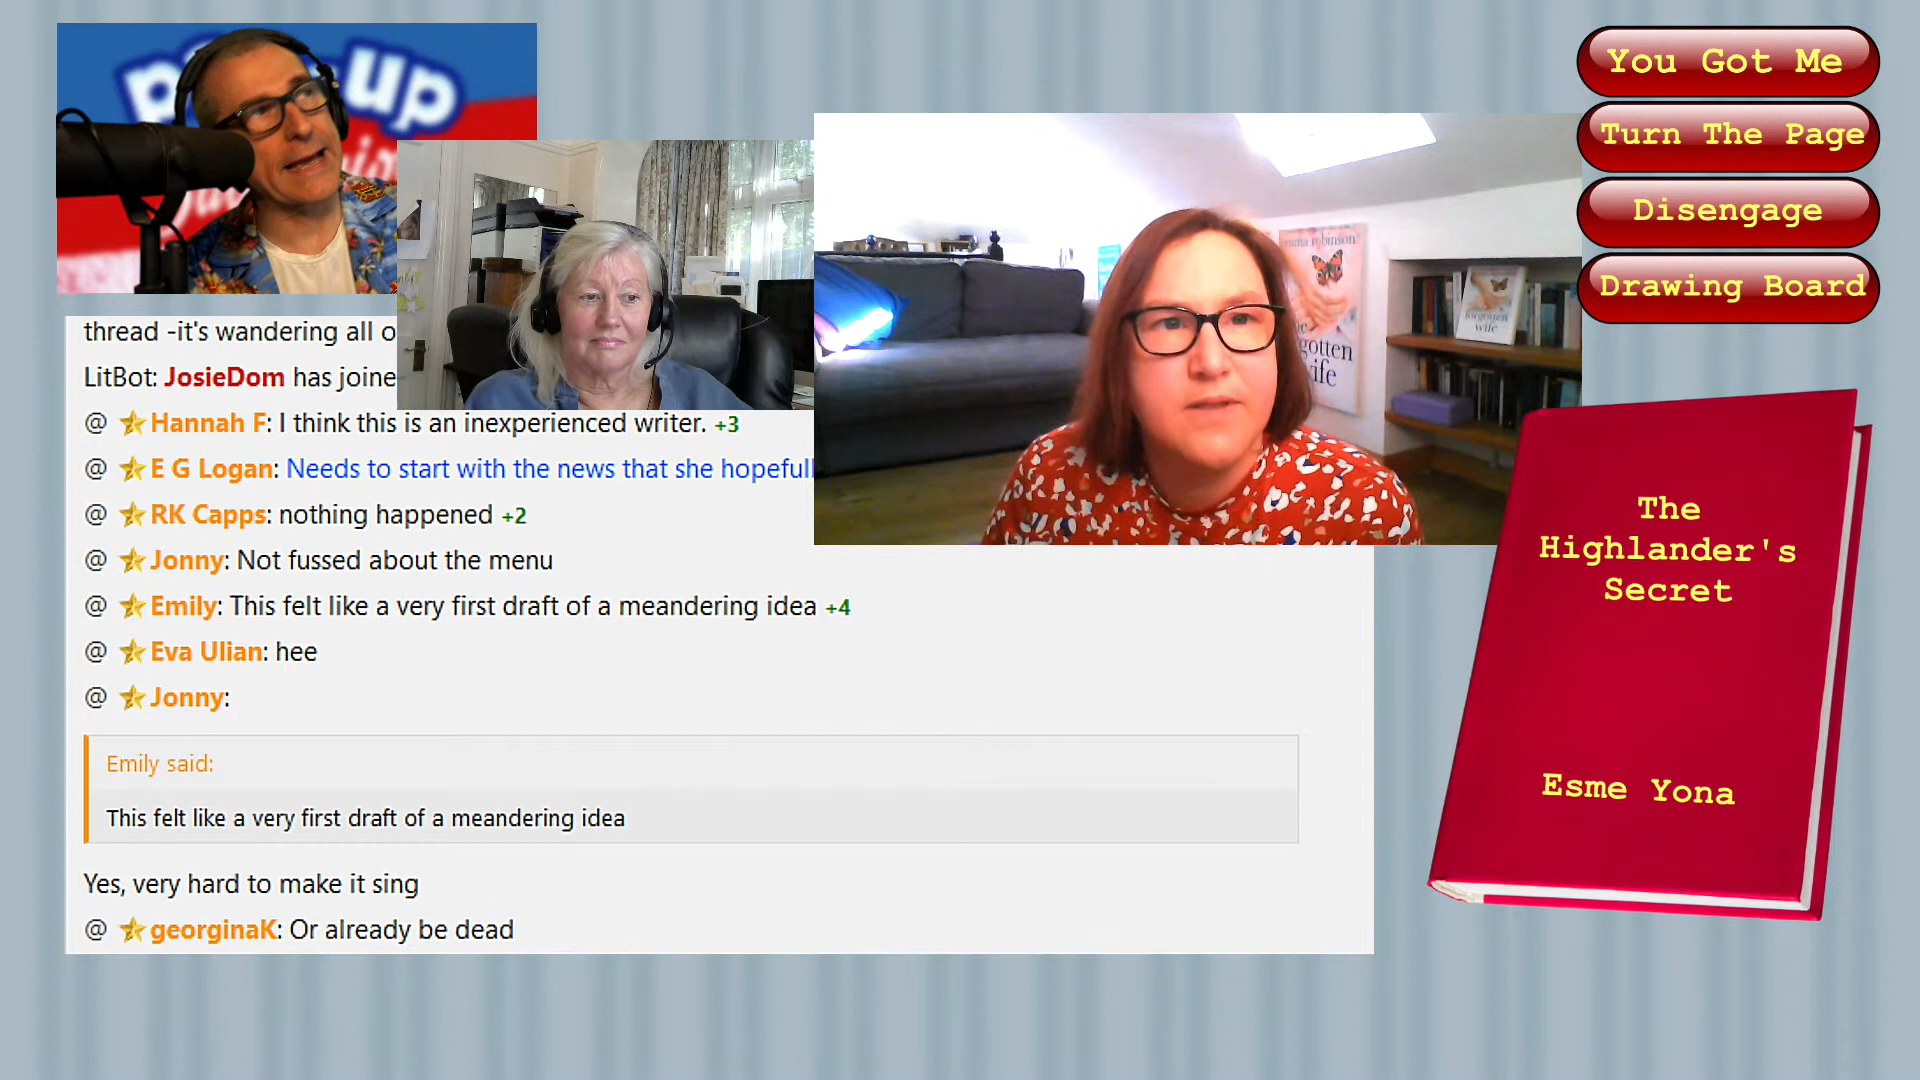 You Got Me
Turn The Page
Disengage
Drawing Board
up
robinson
forgotten
wife
thread -it's wandering all o
LitBot: JosieDom has joine
@ Hannah F: I think this is an inexperienced writer. +3
@ E G Logan: Needs to start with the news that she hopefull
@ RK Capps: nothing happened +2
@ Jonny: Not fussed about the menu
@ Emily: This felt like a very first draft of a meandering idea +4
@ Eva Ulian: hee
@ Jonny:
Emily said:
This felt like a very first draft of a meandering idea
Yes, very hard to make it sing
@ georginaK: Or already be dead
The
Highlander's
Secret
Esme Yona